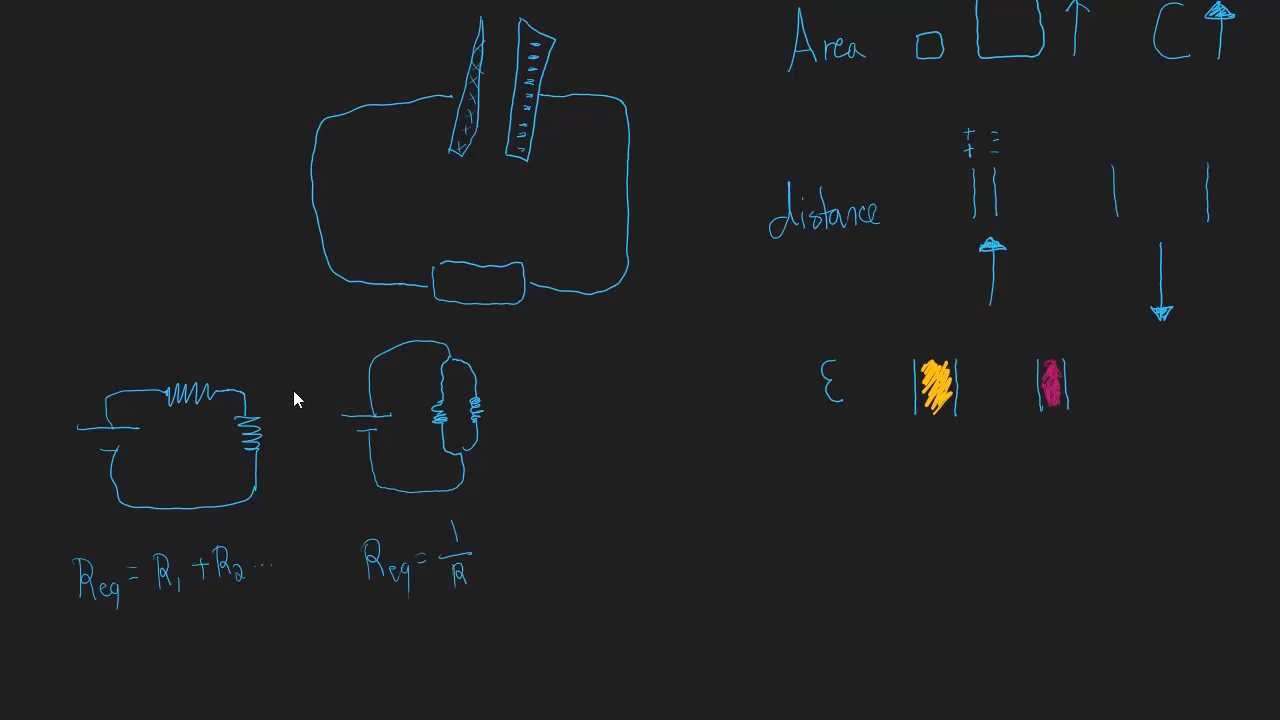 Area C
+ =
+ -
distance
ε
Req = R1 + R2 ...
Req = 1/R